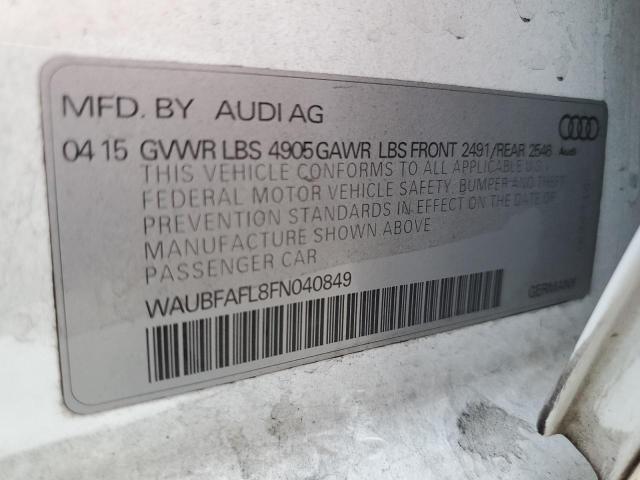 MFD. BY AUDI AG
04 15 GVWR LBS 4905 GAWR LBS FRONT 2491/REAR 2546
Audi
THIS VEHICLE CONFORMS TO ALL APPLICABLE U.S.
FEDERAL MOTOR VEHICLE SAFETY, BUMPER AND THEFT
PREVENTION STANDARDS IN EFFECT ON THE DATE OF
MANUFACTURE SHOWN ABOVE
PASSENGER CAR
WAUBFAFL8FN040849
GERMANY